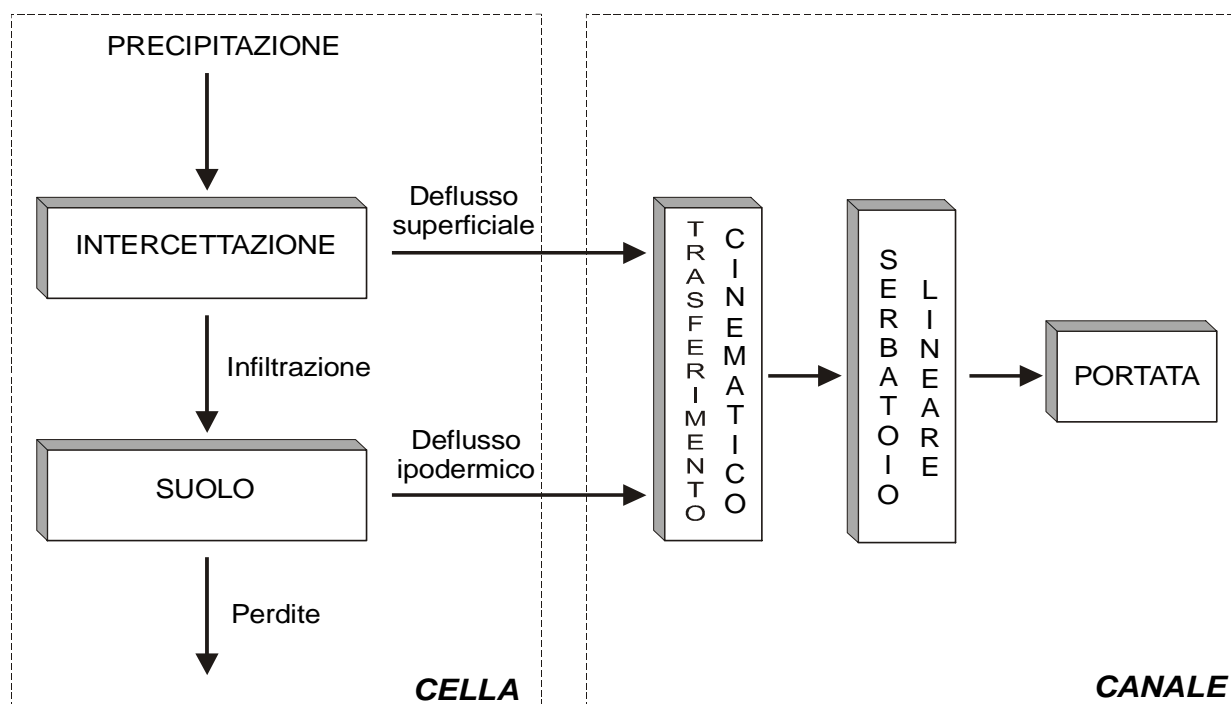 PRECIPITAZIONE
INTERCETTAZIONE
Deflusso
superficiale
Infiltrazione
SUOLO
Deflusso
ipodermico
Perdite
CELLA
TRASFERIMENTO
CINEMATICO
SERBATOIO
LINEARE
PORTATA
CANALE